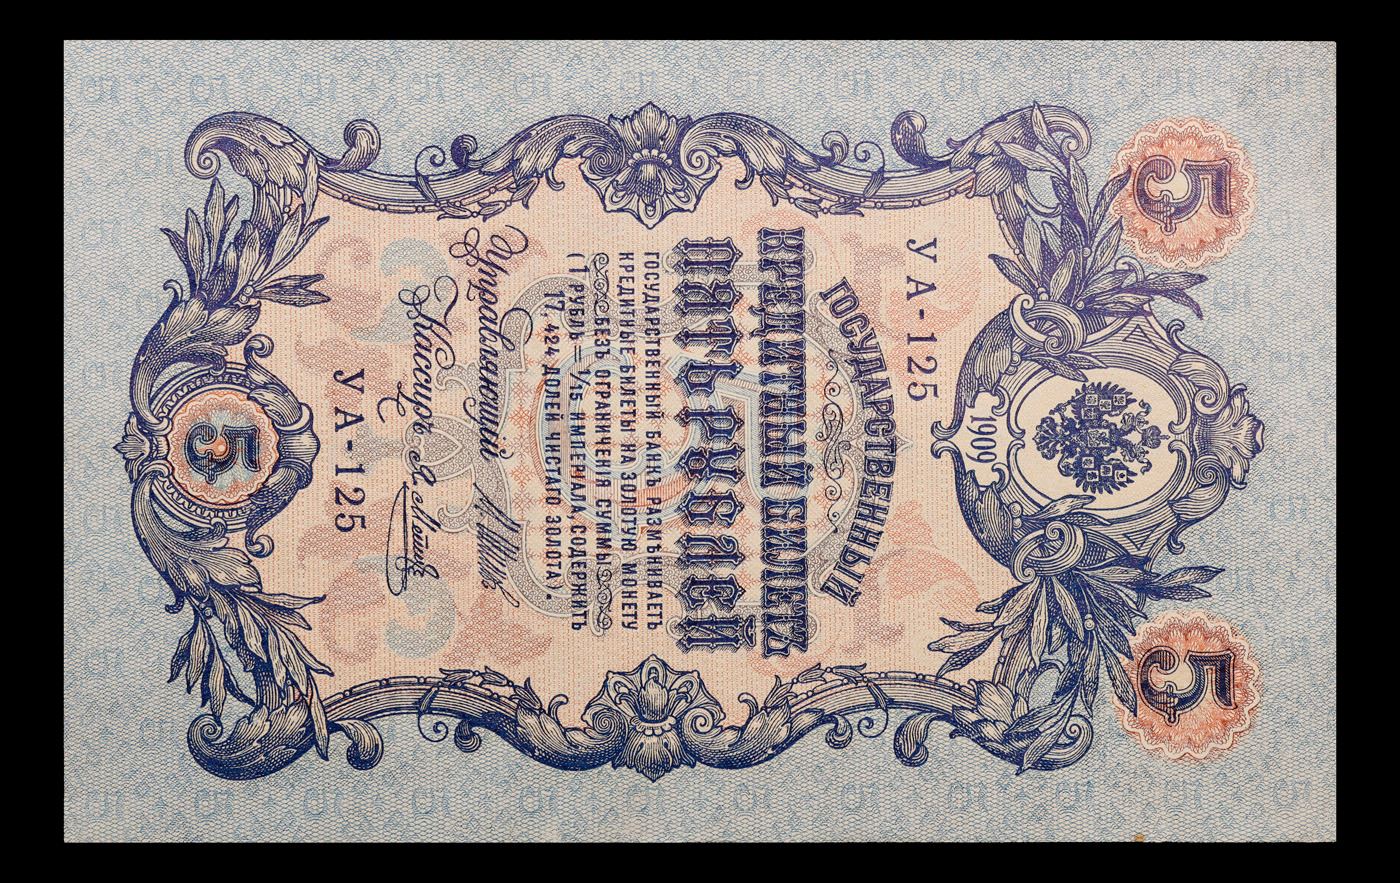 5 5
1909
УА-125
ГОСУДАРСТВЕННЫЙ
КРЕДИТНЫЙ БИЛЕТЪ
ПЯТЬ РУБЛЕЙ
ГОСУДАРСТВЕННЫЙ БАНКЪ РАЗМѢНИВАЕТЪ
КРЕДИТНЫЕ БИЛЕТЫ НА ЗОЛОТУЮ МОНЕТУ
БЕЗЪ ОГРАНИЧЕНІЯ СУММЫ
(1 РУБЛЬ = 1/15 ИМПЕРІАЛА, СОДЕРЖИТЪ
17,424 ДОЛЕЙ ЧИСТАГО ЗОЛОТА).
Управляющій
Кассиръ
УА-125
5